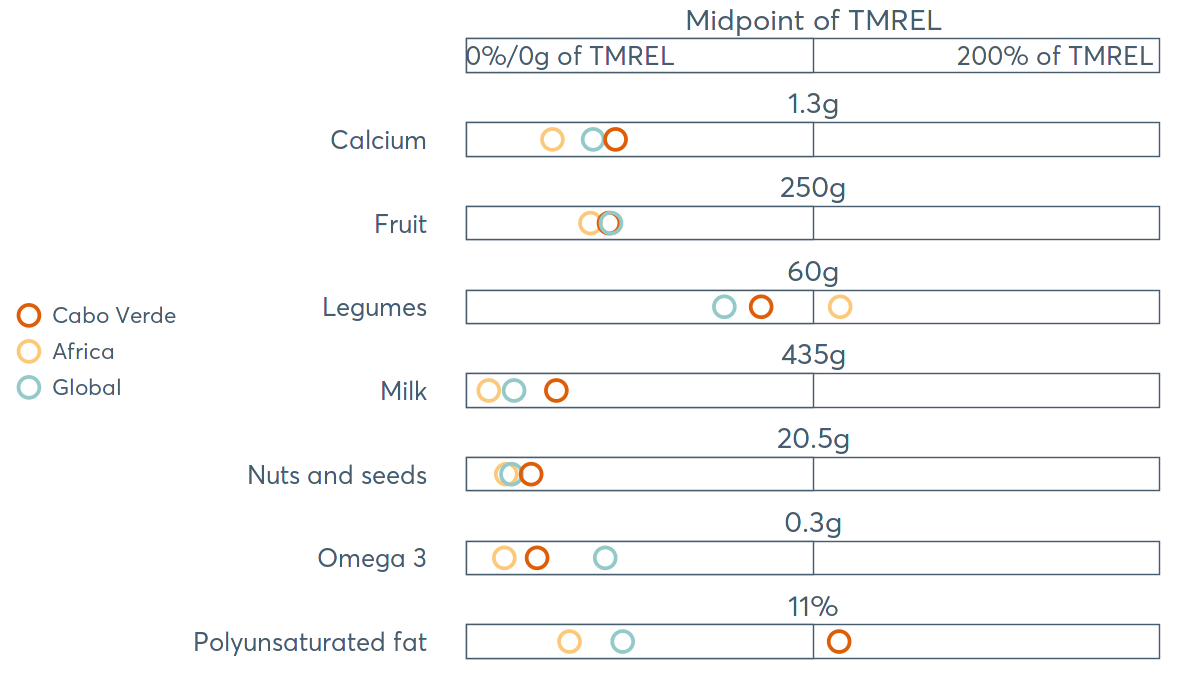 Midpoint of TMREL
0%/0g of TMREL
200% of TMREL
1.3g
Calcium
250g
Fruit
60g
Legumes
435g
Milk
20.5g
Nuts and seeds
0.3g
Omega 3
11%
Polyunsaturated fat
Cabo Verde
Africa
Global